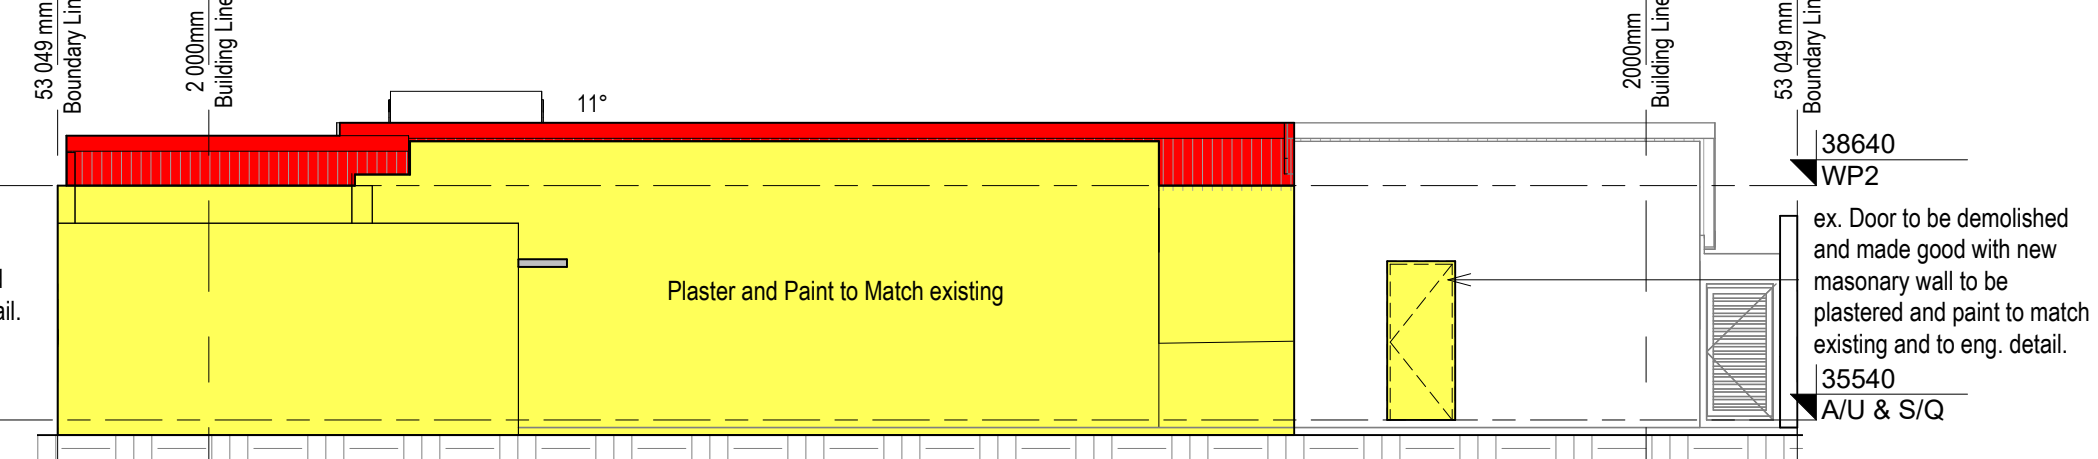 53 049 mm
Boundary Lin
2 000mm
Building Line
11°
2000mm
Building Line
53 049 mm
Boundary Lin
38640
WP2
ex. Door to be demolished
and made good with new
masonary wall to be
plastered and paint to match
existing and to eng. detail.
Plaster and Paint to Match existing
ail.
35540
A/U & S/Q